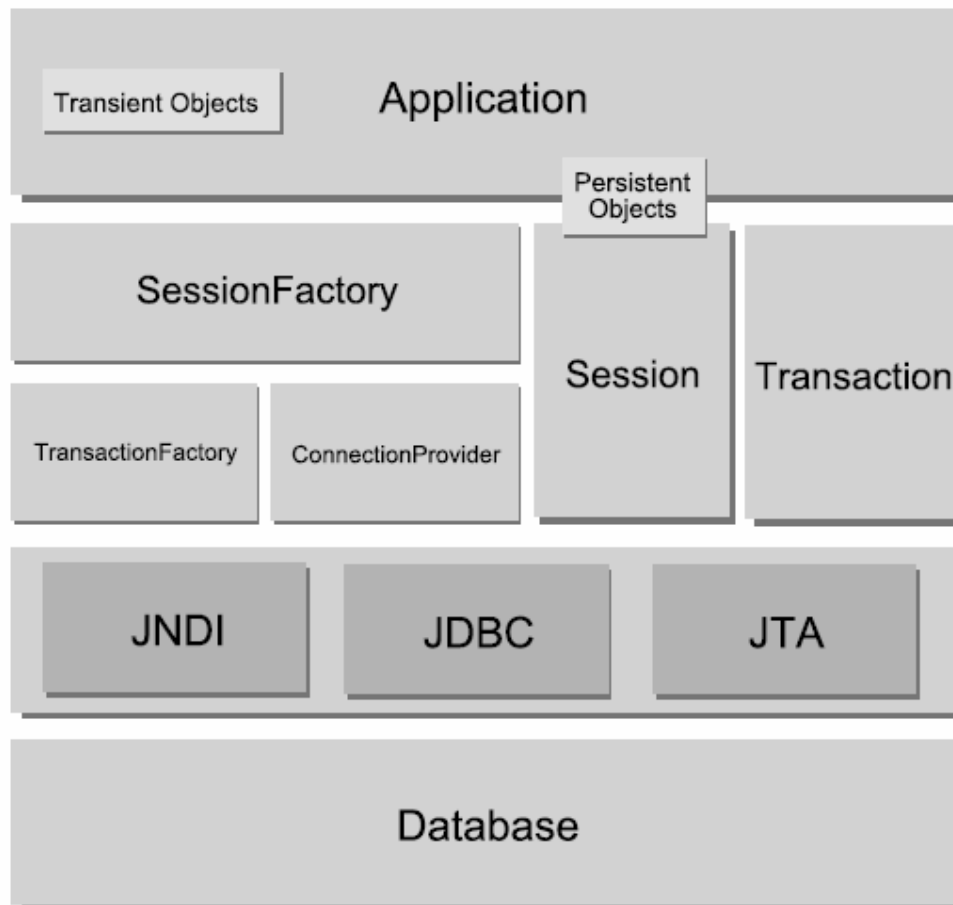 Transient Objects
Application
Persistent
Objects
SessionFactory
Session
Transaction
TransactionFactory
ConnectionProvider
JNDI
JDBC
JTA
Database